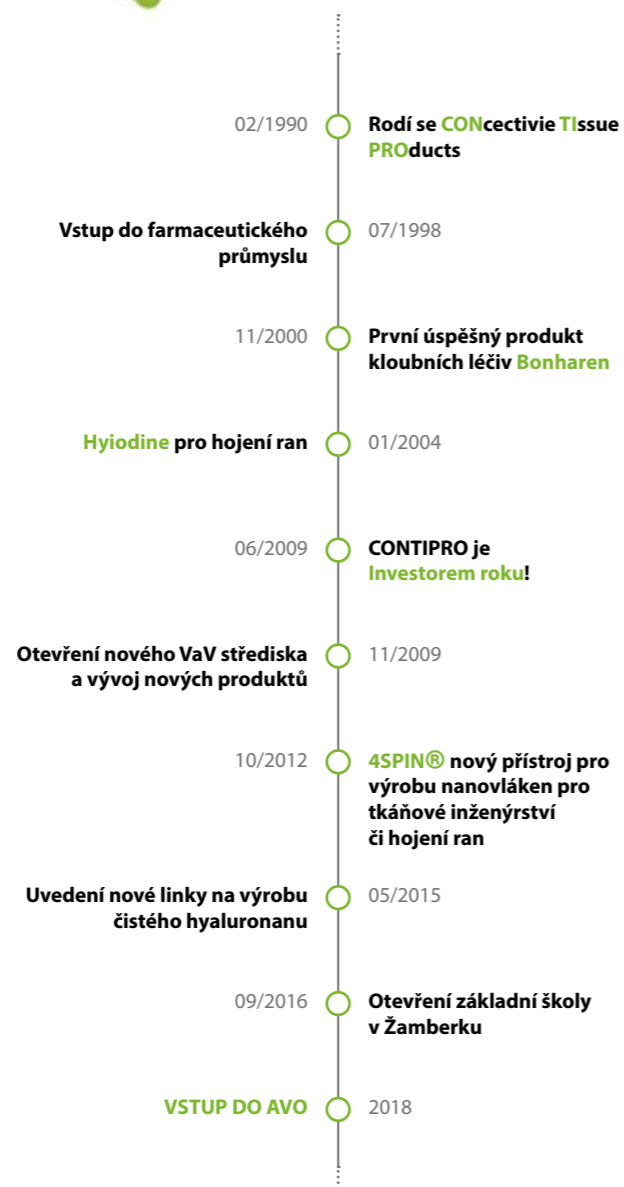 02/1990
Rodí se CONcectivie TIssue
PROducts
Vstup do farmaceutického
průmyslu
07/1998
11/2000
První úspěšný produkt
kloubních léčiv Bonharen
Hyiodine pro hojení ran
01/2004
06/2009
CONTIPRO je
Investorem roku!
Otevření nového VaV střediska
a vývoj nových produktů
11/2009
10/2012
4SPIN® nový přístroj pro
výrobu nanovláken pro
tkáňové inženýrství
či hojení ran
Uvedení nové linky na výrobu
čistého hyaluronanu
05/2015
09/2016
Otevření základní školy
v Žamberku
VSTUP DO AVO
2018